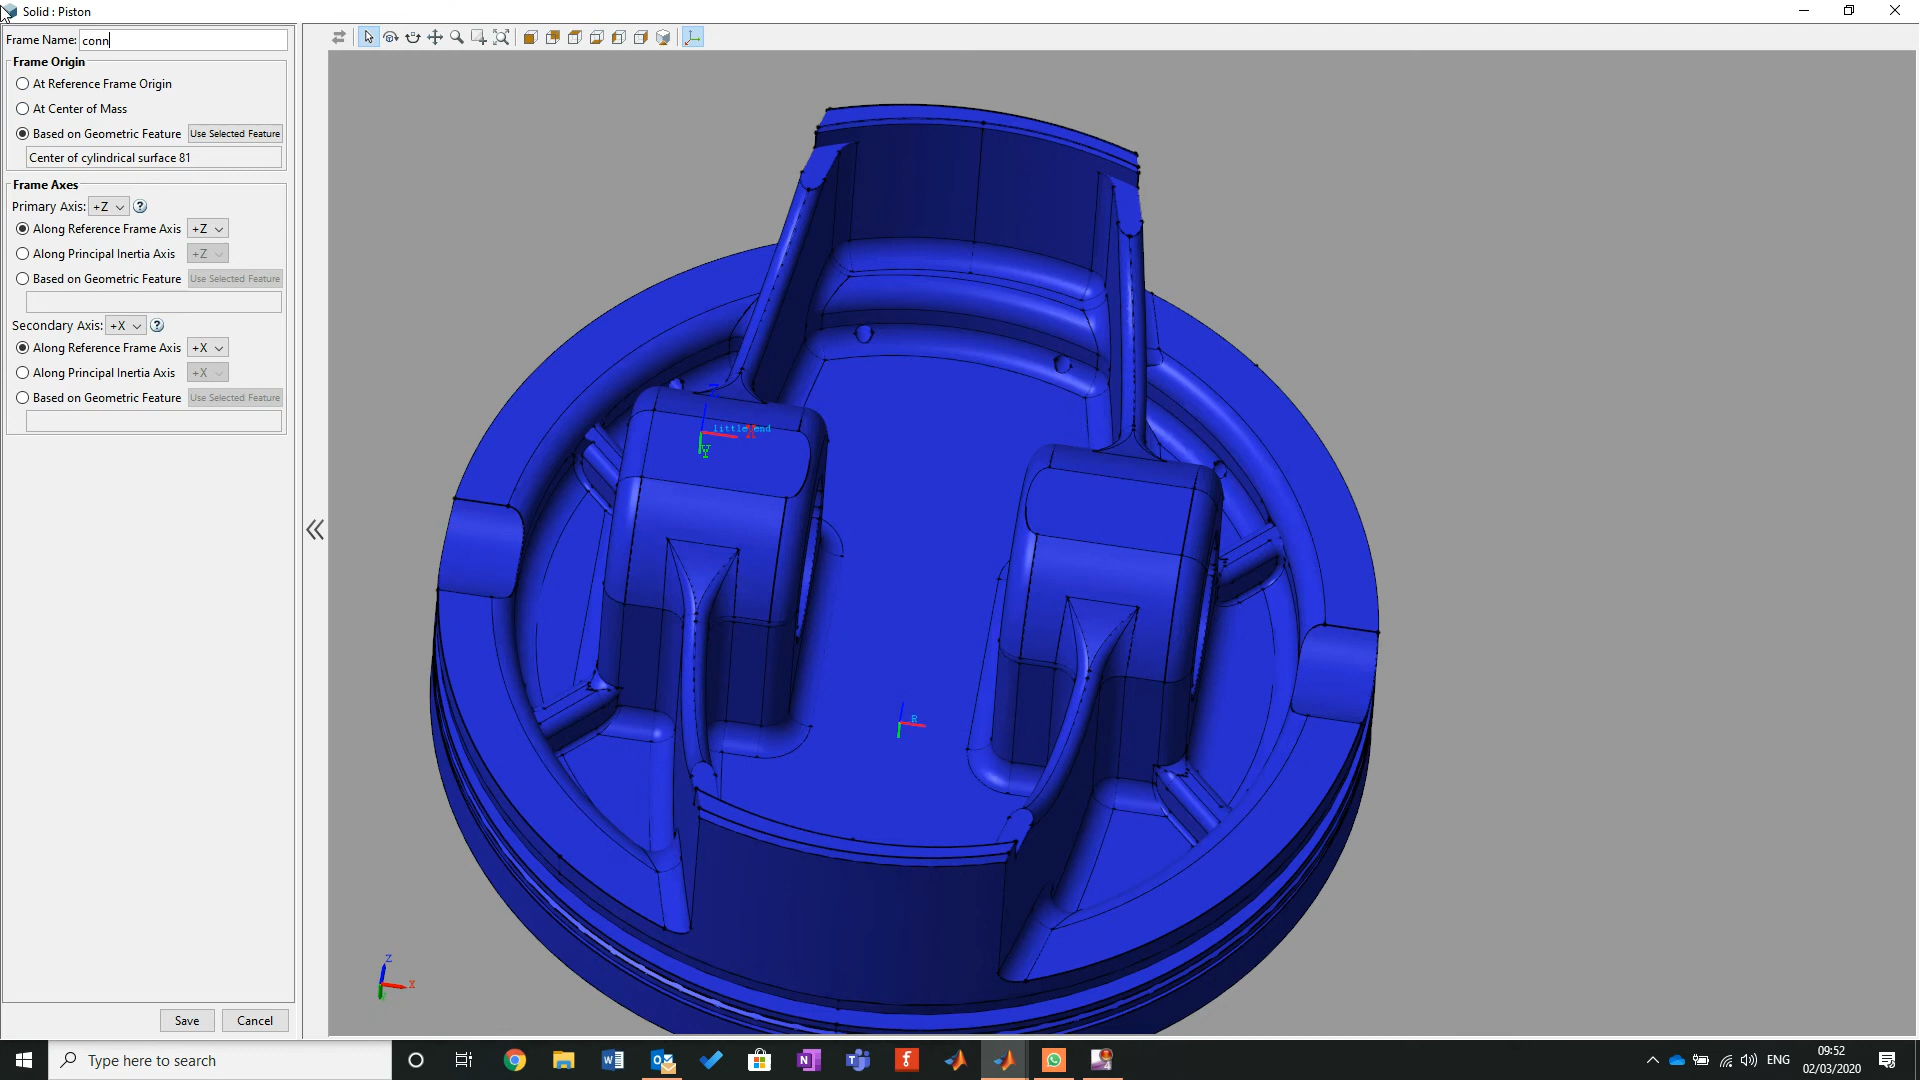 Solid : Piston
Frame Name: conn
Frame Origin
At Reference Frame Origin
At Center of Mass
Based on Geometric Feature Use Selected Feature
Center of cylindrical surface 81
Frame Axes
Primary Axis: +Z
Along Reference Frame Axis +Z
Along Principal Inertia Axis +Z
Based on Geometric Feature Use Selected Feature
Secondary Axis: +X
Along Reference Frame Axis +X
Along Principal Inertia Axis +X
Based on Geometric Feature Use Selected Feature
Save Cancel
Z
little end
X
Y
R
Z
X
Type here to search
ENG
09:52
02/03/2020